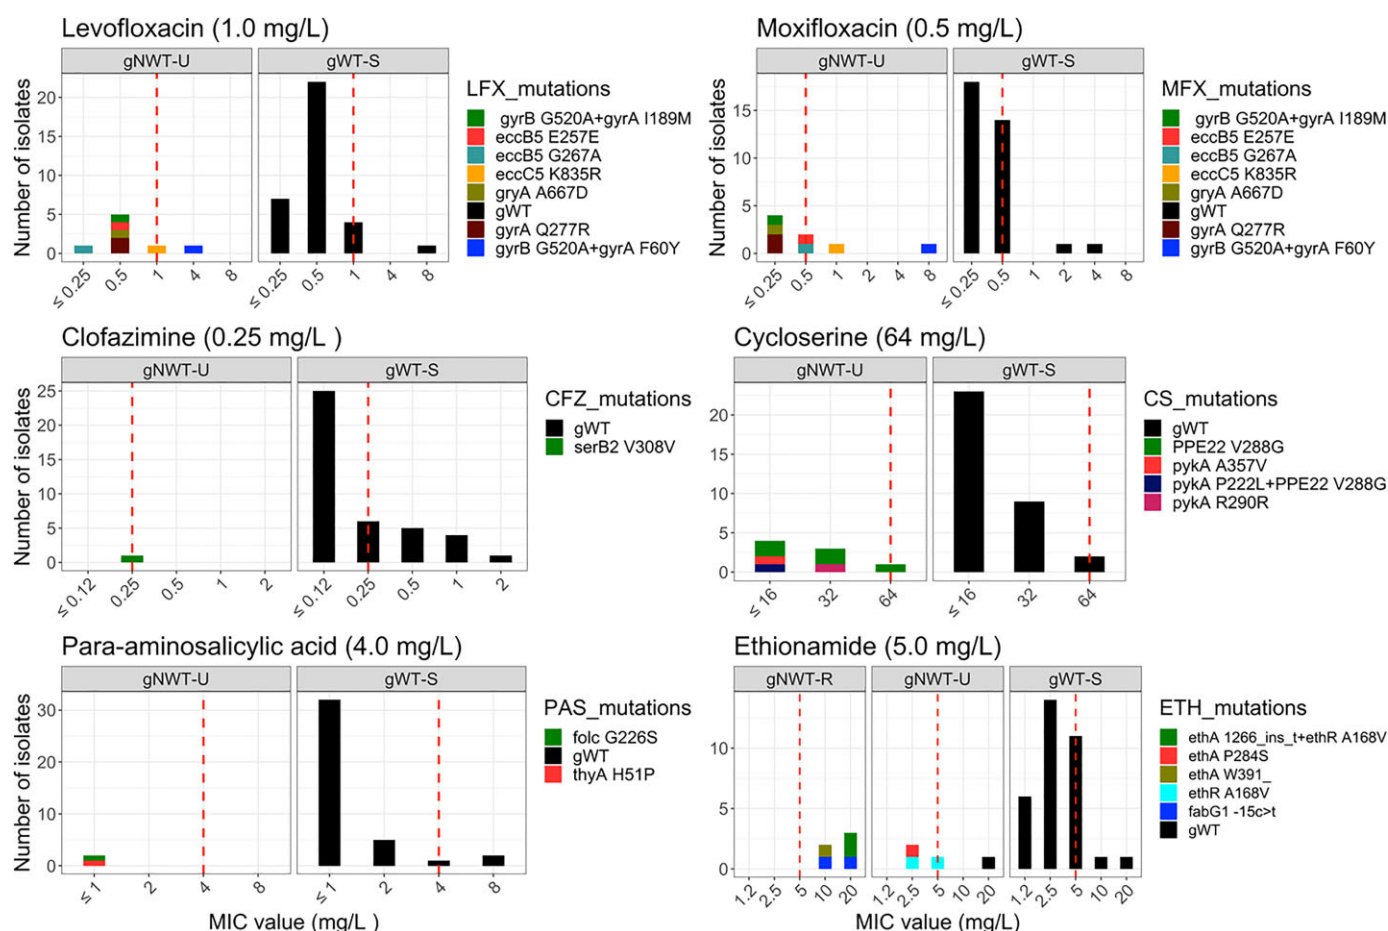 Levofloxacin (1.0 mg/L)
gNWT-U
gWT-S
Number of isolates
20
15
10
5
0
≤ 0.25
0.5
1
4
8
≤ 0.25
0.5
1
4
8
LFX_mutations
gyrB G520A+gyrA I189M
eccB5 E257E
eccB5 G267A
eccC5 K835R
gryA A667D
gWT
gyrA Q277R
gyrB G520A+gyrA F60Y
Moxifloxacin (0.5 mg/L)
gNWT-U
gWT-S
Number of isolates
15
10
5
0
≤ 0.25
0.5
1
2
4
8
≤ 0.25
0.5
1
2
4
8
MFX_mutations
gyrB G520A+gyrA I189M
eccB5 E257E
eccB5 G267A
eccC5 K835R
gryA A667D
gWT
gyrA Q277R
gyrB G520A+gyrA F60Y
Clofazimine (0.25 mg/L )
gNWT-U
gWT-S
Number of isolates
25
20
15
10
5
0
≤ 0.12
0.25
0.5
1
2
≤ 0.12
0.25
0.5
1
2
CFZ_mutations
gWT
serB2 V308V
Cycloserine (64 mg/L)
gNWT-U
gWT-S
Number of isolates
20
15
10
5
0
≤ 16
32
64
≤ 16
32
64
CS_mutations
gWT
PPE22 V288G
pykA A357V
pykA P222L+PPE22 V288G
pykA R290R
Para-aminosalicylic acid (4.0 mg/L)
gNWT-U
gWT-S
Number of isolates
30
20
10
0
≤ 1
2
4
8
≤ 1
2
4
8
MIC value (mg/L )
PAS_mutations
folc G226S
gWT
thyA H51P
Ethionamide (5.0 mg/L)
gNWT-R
gNWT-U
gWT-S
Number of isolates
10
5
0
1.2
2.5
5
10
20
1.2
2.5
5
10
20
1.2
2.5
5
10
20
MIC value (mg/L)
ETH_mutations
ethA 1266_ins_t+ethR A168V
ethA P284S
ethA W391_
ethR A168V
fabG1 -15c>t
gWT